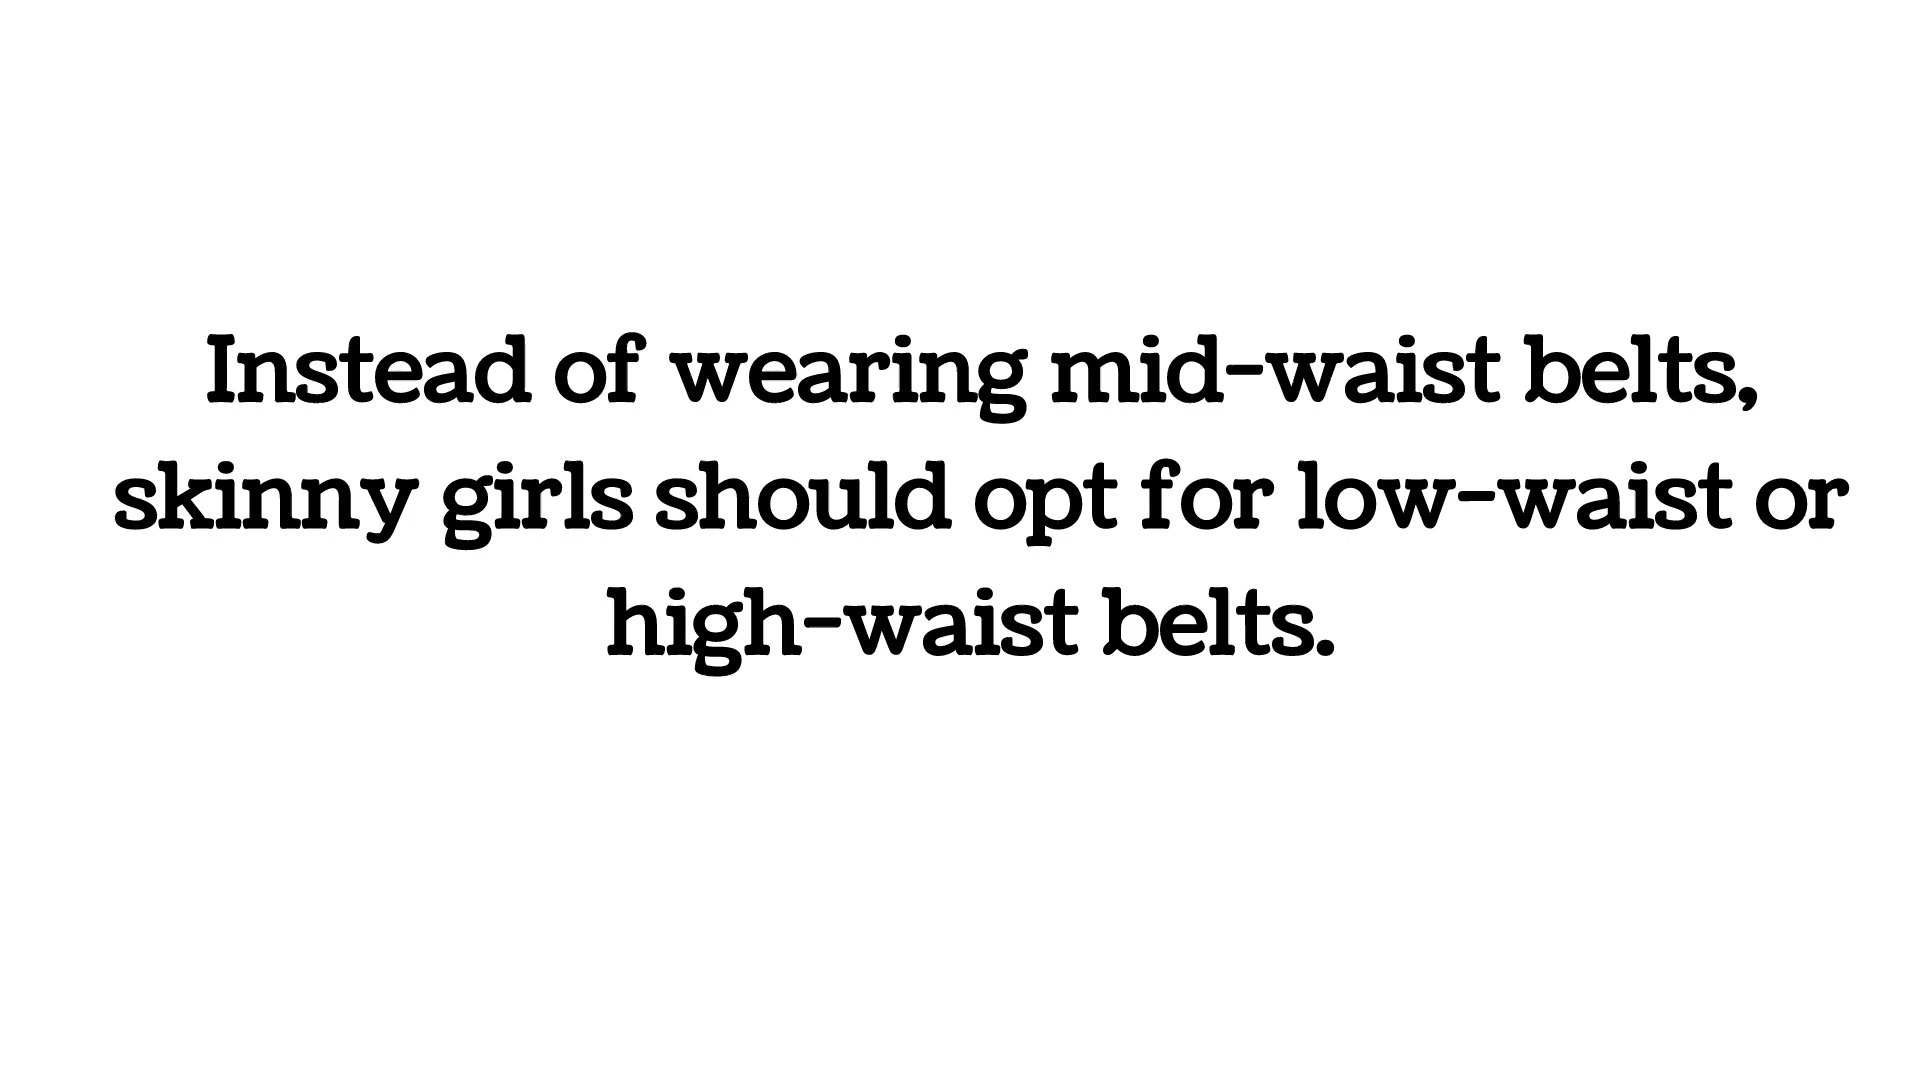 Instead of wearing mid-waist belts,
skinny girls should opt for low-waist or
high-waist belts.